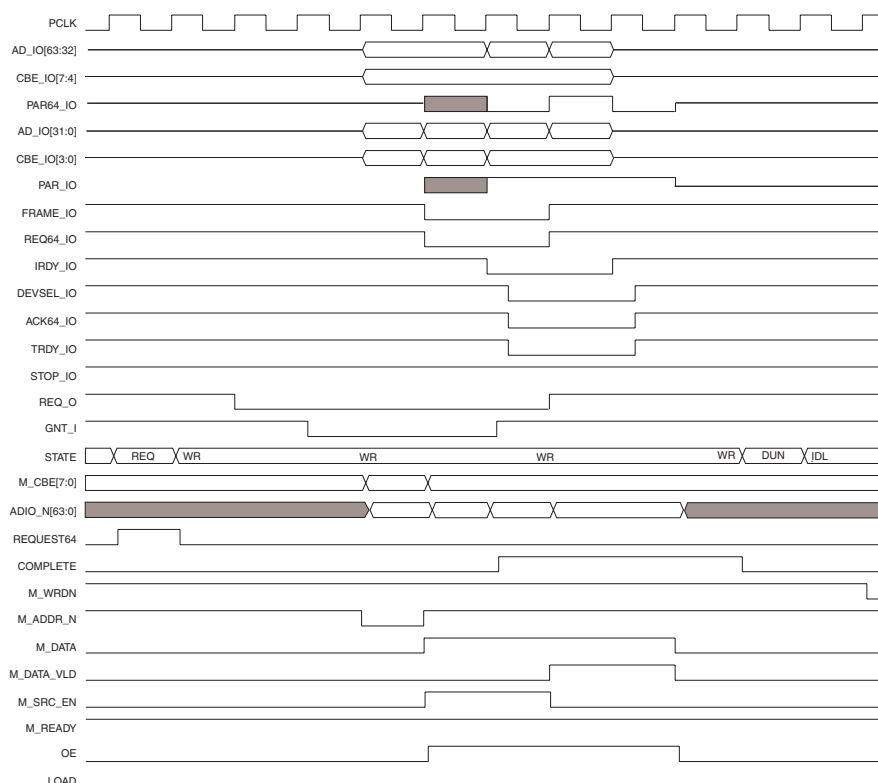 PCLK
AD_IO[63:32]
CBE_IO[7:4]
PAR64_IO
AD_IO[31:0]
CBE_IO[3:0]
PAR_IO
FRAME_IO
REQ64_IO
IRDY_IO
DEVSEL_IO
ACK64_IO
TRDY_IO
STOP_IO
REQ_O
GNT_I
STATE REQ WR WR WR WR DUN IDL
M_CBE[7:0]
ADIO_N[63:0]
REQUEST64
COMPLETE
M_WRDN
M_ADDR_N
M_DATA
M_DATA_VLD
M_SRC_EN
M_READY
OE
LOAD